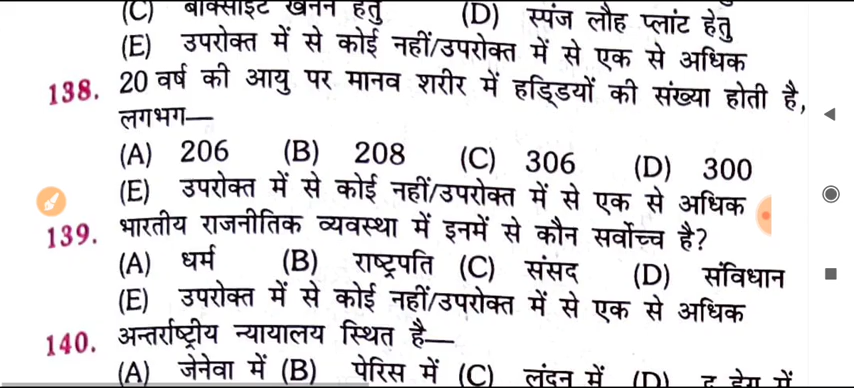 (C) बॉक्साइट खनन हेतु (D) स्पंज लौह प्लांट हेतु
(E) उपरोक्त में से कोई नहीं/उपरोक्त में से एक से अधिक
138. 20 वर्ष की आयु पर मानव शरीर में हड्डियों की संख्या होती है,
लगभग—
(A) 206 (B) 208 (C) 306 (D) 300
(E) उपरोक्त में से कोई नहीं/उपरोक्त में से एक से अधिक
139. भारतीय राजनीतिक व्यवस्था में इनमें से कौन सर्वोच्च है?
(A) धर्म (B) राष्ट्रपति (C) संसद (D) संविधान
(E) उपरोक्त में से कोई नहीं/उपरोक्त में से एक से अधिक
140. अन्तर्राष्ट्रीय न्यायालय स्थित है—
(A) जेनेवा में (B) पेरिस में (C) लंदन में (D) द हेग में